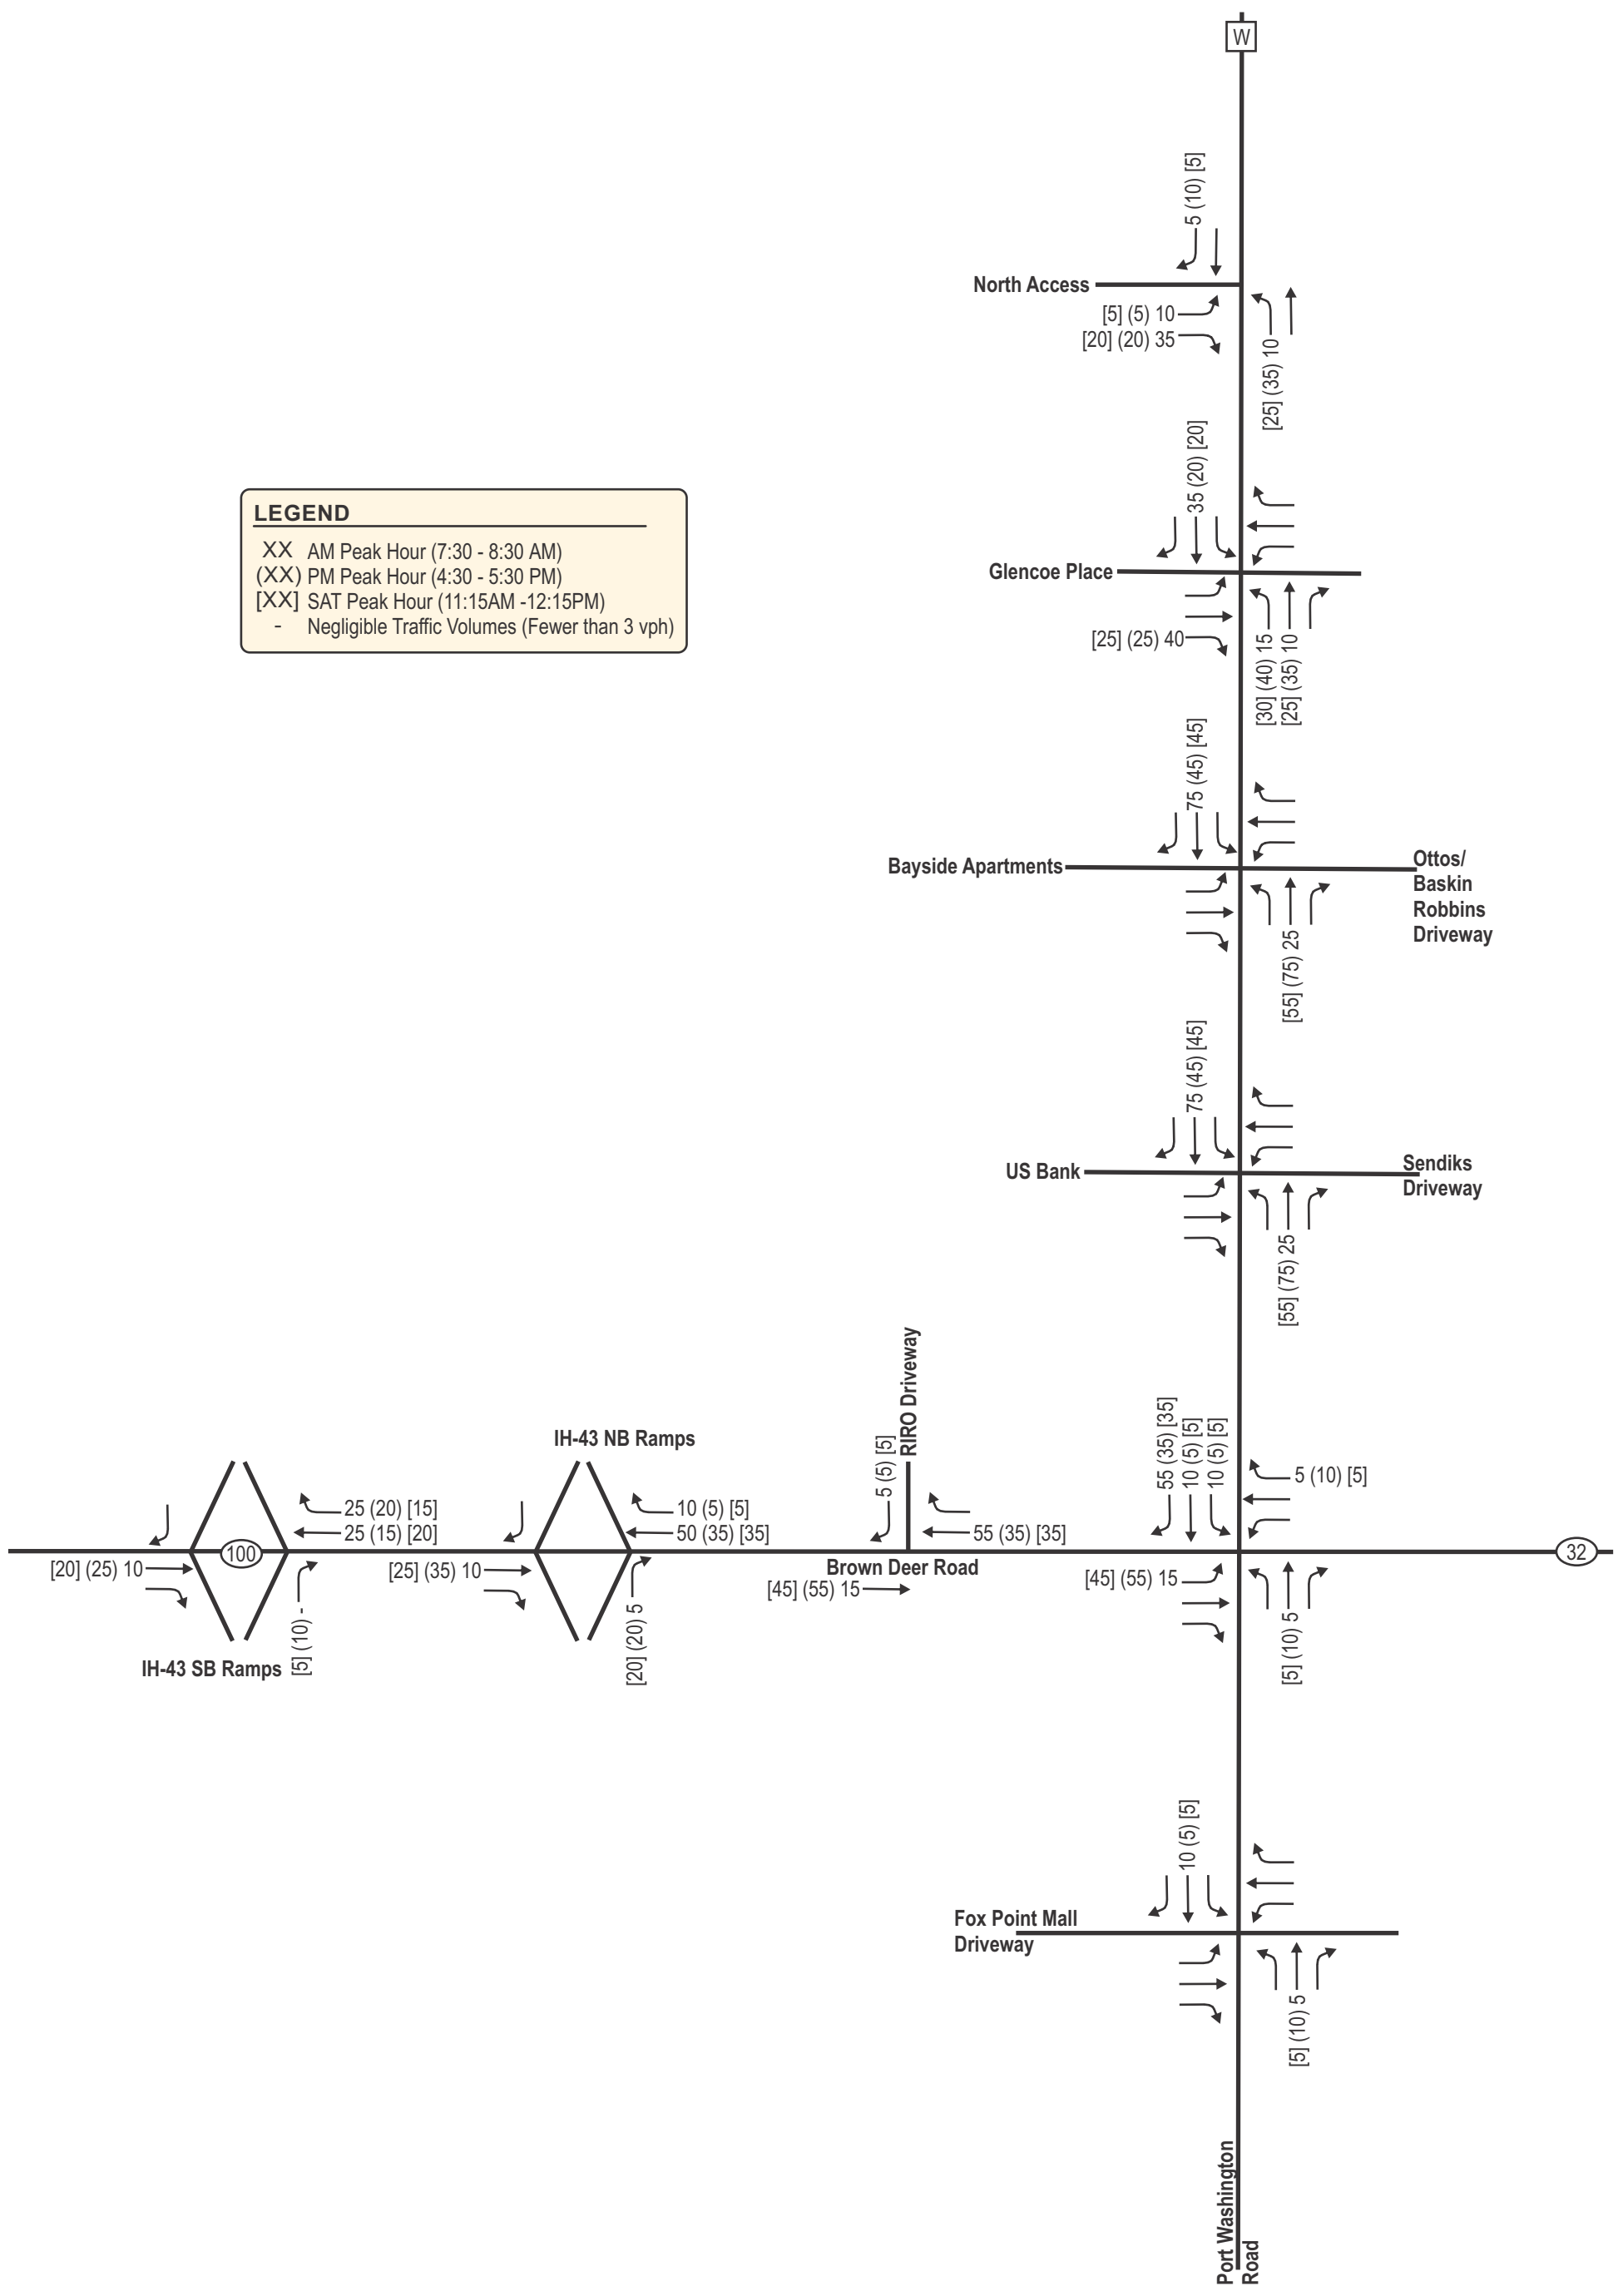 W
5 (10) [5]
North Access
[5] (5) 10
[20] (20) 35
[25] (35) 10
35 (20) [20]
LEGEND
XX AM Peak Hour (7:30 - 8:30 AM)
(XX) PM Peak Hour (4:30 - 5:30 PM)
[XX] SAT Peak Hour (11:15AM -12:15PM)
- Negligible Traffic Volumes (Fewer than 3 vph)
Glencoe Place
[25] (25) 40
[30] (40) 15
[25] (35) 10
75 (45) [45]
Bayside Apartments
Ottos/
Baskin
Robbins
Driveway
[55] (75) 25
75 (45) [45]
US Bank
Sendiks
Driveway
[55] (75) 25
RIRO Driveway
5 (5) [5]
55 (35) [35]
10 (5) [5]
10 (5) [5]
IH-43 NB Ramps
5 (10) [5]
25 (20) [15]
25 (15) [20]
10 (5) [5]
50 (35) [35]
55 (35) [35]
100
32
[20] (25) 10
[25] (35) 10
Brown Deer Road
[45] (55) 15
[45] (55) 15
IH-43 SB Ramps
[5] (10) -
[20] (20) 5
[5] (10) 5
10 (5) [5]
Fox Point Mall
Driveway
[5] (10) 5
Port Washington
Road